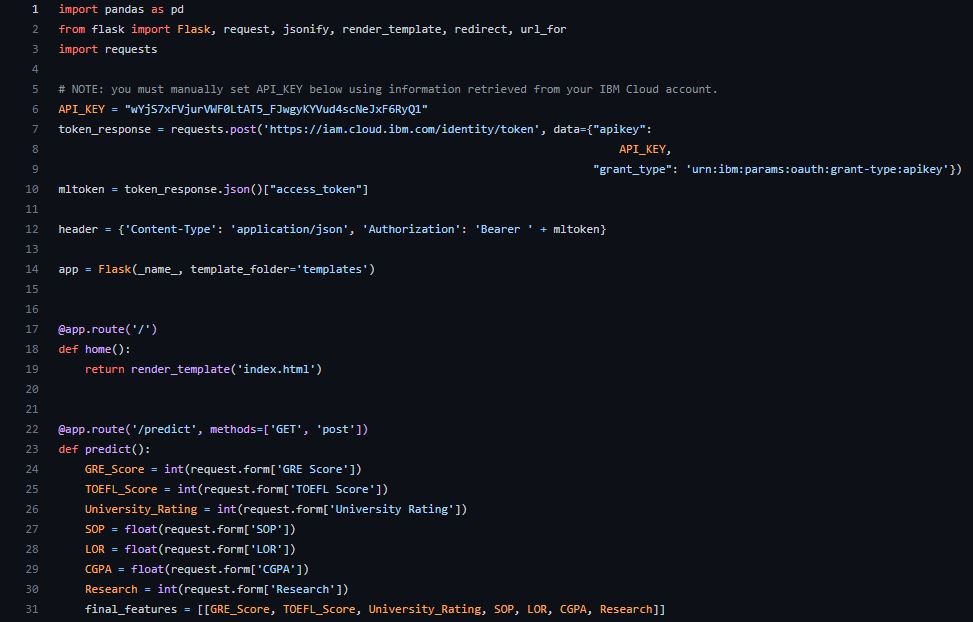 1 import pandas as pd
2 from flask import Flask, request, jsonify, render_template, redirect, url_for
3 import requests
4
5 # NOTE: you must manually set API_KEY below using information retrieved from your IBM Cloud account.
6 API_KEY = "wYjS7xFVjurVWF0LtAT5_FJwgyKYVud4scNeJxF6RyQ1"
7 token_response = requests.post('https://iam.cloud.ibm.com/identity/token', data={"apikey":
8 API_KEY,
9 "grant_type": 'urn:ibm:params:oauth:grant-type:apikey'})
10 mltoken = token_response.json()["access_token"]
11
12 header = {'Content-Type': 'application/json', 'Authorization': 'Bearer ' + mltoken}
13
14 app = Flask(_name_, template_folder='templates')
15
16
17 @app.route('/')
18 def home():
19     return render_template('index.html')
20
21
22 @app.route('/predict', methods=['GET', 'post'])
23 def predict():
24     GRE_Score = int(request.form['GRE Score'])
25     TOEFL_Score = int(request.form['TOEFL Score'])
26     University_Rating = int(request.form['University Rating'])
27     SOP = float(request.form['SOP'])
28     LOR = float(request.form['LOR'])
29     CGPA = float(request.form['CGPA'])
30     Research = int(request.form['Research'])
31     final_features = [[GRE_Score, TOEFL_Score, University_Rating, SOP, LOR, CGPA, Research]]